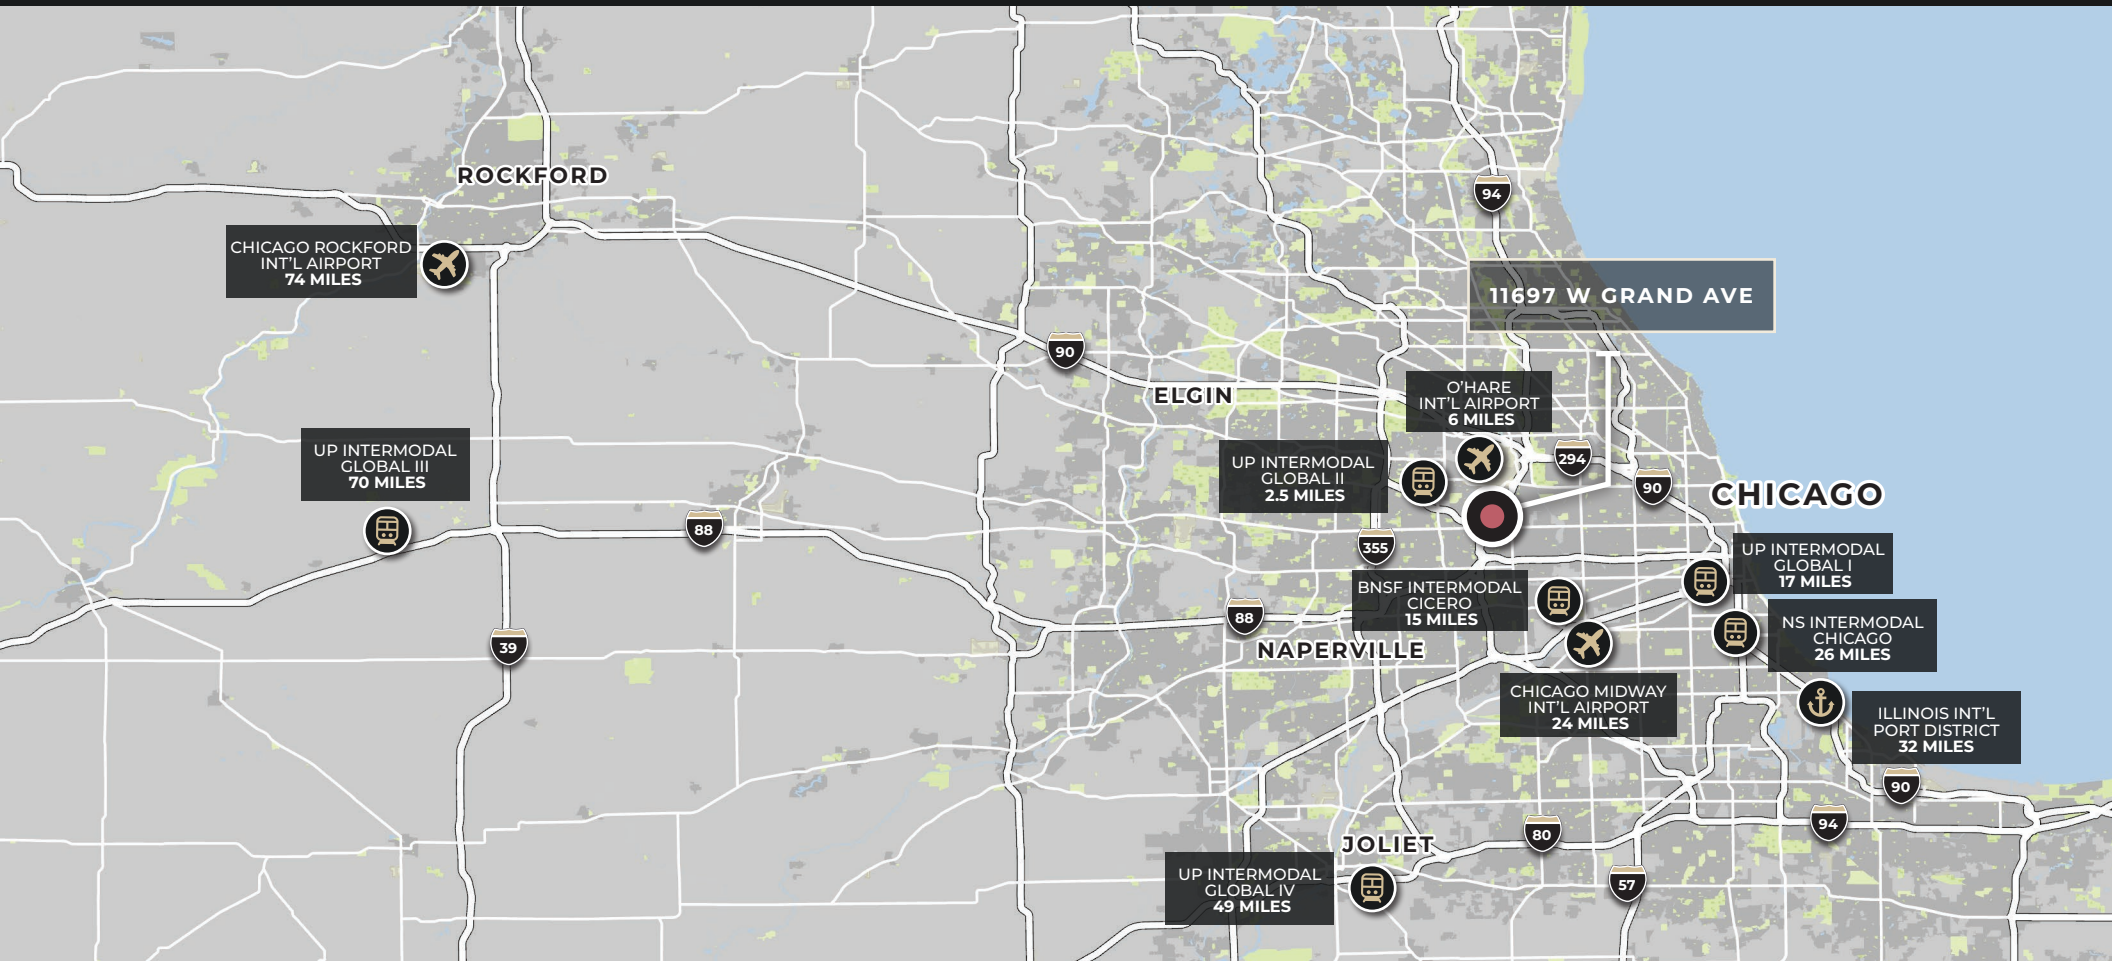 94
ROCKFORD
CHICAGO ROCKFORD
INT'L AIRPORT
74 MILES
11697 W GRAND AVE
90
ELGIN
O'HARE
INT'L AIRPORT
6 MILES
UP INTERMODAL
GLOBAL III
70 MILES
UP INTERMODAL
GLOBAL II
2.5 MILES
294
90
CHICAGO
88
355
UP INTERMODAL
GLOBAL I
17 MILES
BNSF INTERMODAL
CICERO
15 MILES
88
NS INTERMODAL
CHICAGO
26 MILES
39
NAPERVILLE
CHICAGO MIDWAY
INT'L AIRPORT
24 MILES
ILLINOIS INT'L
PORT DISTRICT
32 MILES
90
94
80
JOLIET
UP INTERMODAL
GLOBAL IV
49 MILES
57